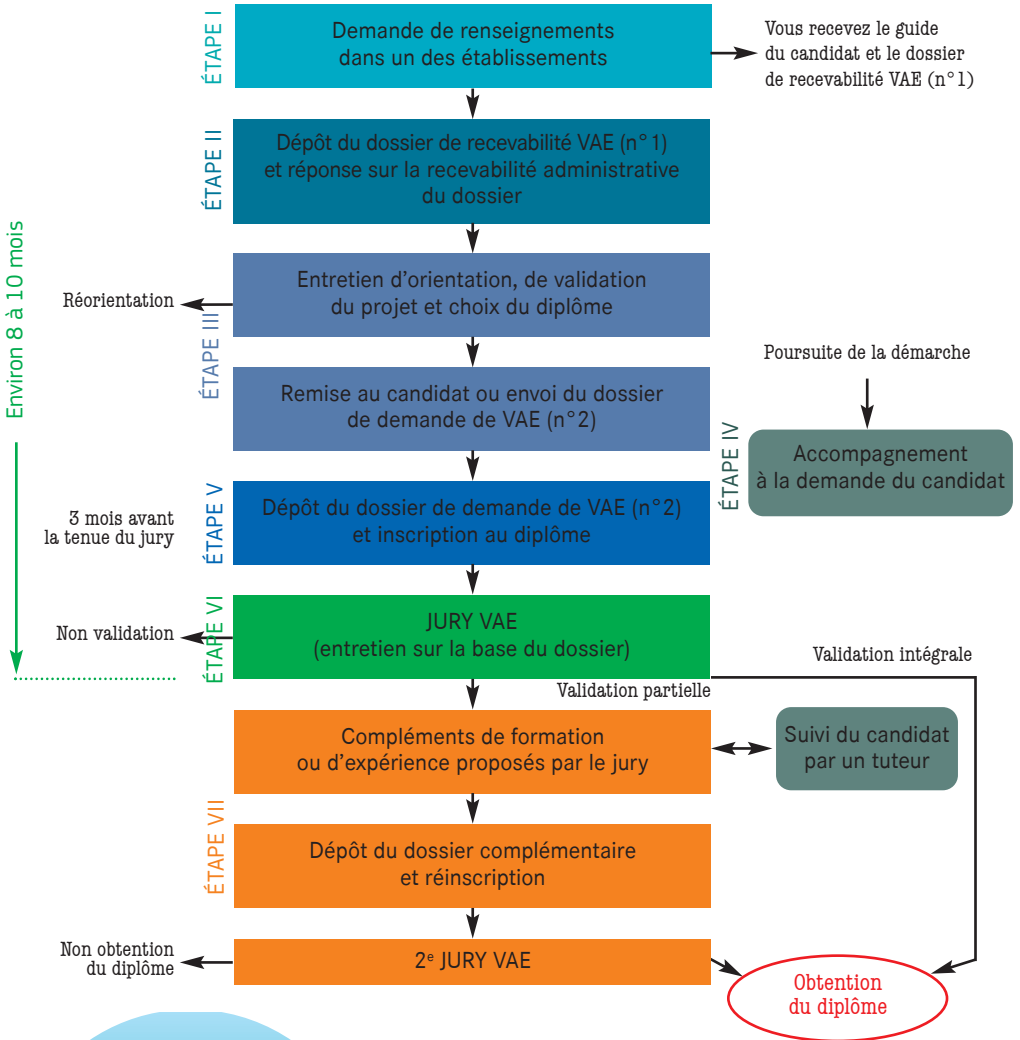 ÉTAPE I
Demande de renseignements
dans un des établissements
Vous recevez le guide
du candidat et le dossier
de recevabilité VAE (n°1)
ÉTAPE II
Dépôt du dossier de recevabilité VAE (n°1)
et réponse sur la recevabilité administrative
du dossier
Environ 8 à 10 mois
Réorientation
ÉTAPE III
Entretien d'orientation, de validation
du projet et choix du diplôme
Remise au candidat ou envoi du dossier
de demande de VAE (n°2)
Poursuite de la démarche
ÉTAPE IV
Accompagnement
à la demande du candidat
3 mois avant
la tenue du jury
ÉTAPE V
Dépôt du dossier de demande de VAE (n°2)
et inscription au diplôme
Non validation
ÉTAPE VI
JURY VAE
(entretien sur la base du dossier)
Validation intégrale
Validation partielle
ÉTAPE VII
Compléments de formation
ou d'expérience proposés par le jury
Suivi du candidat
par un tuteur
Dépôt du dossier complémentaire
et réinscription
Non obtention
du diplôme
2e JURY VAE
Obtention
du diplôme